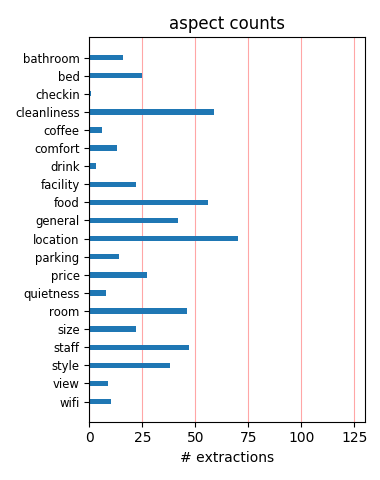 aspect counts
bathroom
bed
checkin
cleanliness
coffee
comfort
drink
facility
food
general
location
parking
price
quietness
room
size
staff
style
view
wifi
0 25 50 75 100 125
# extractions